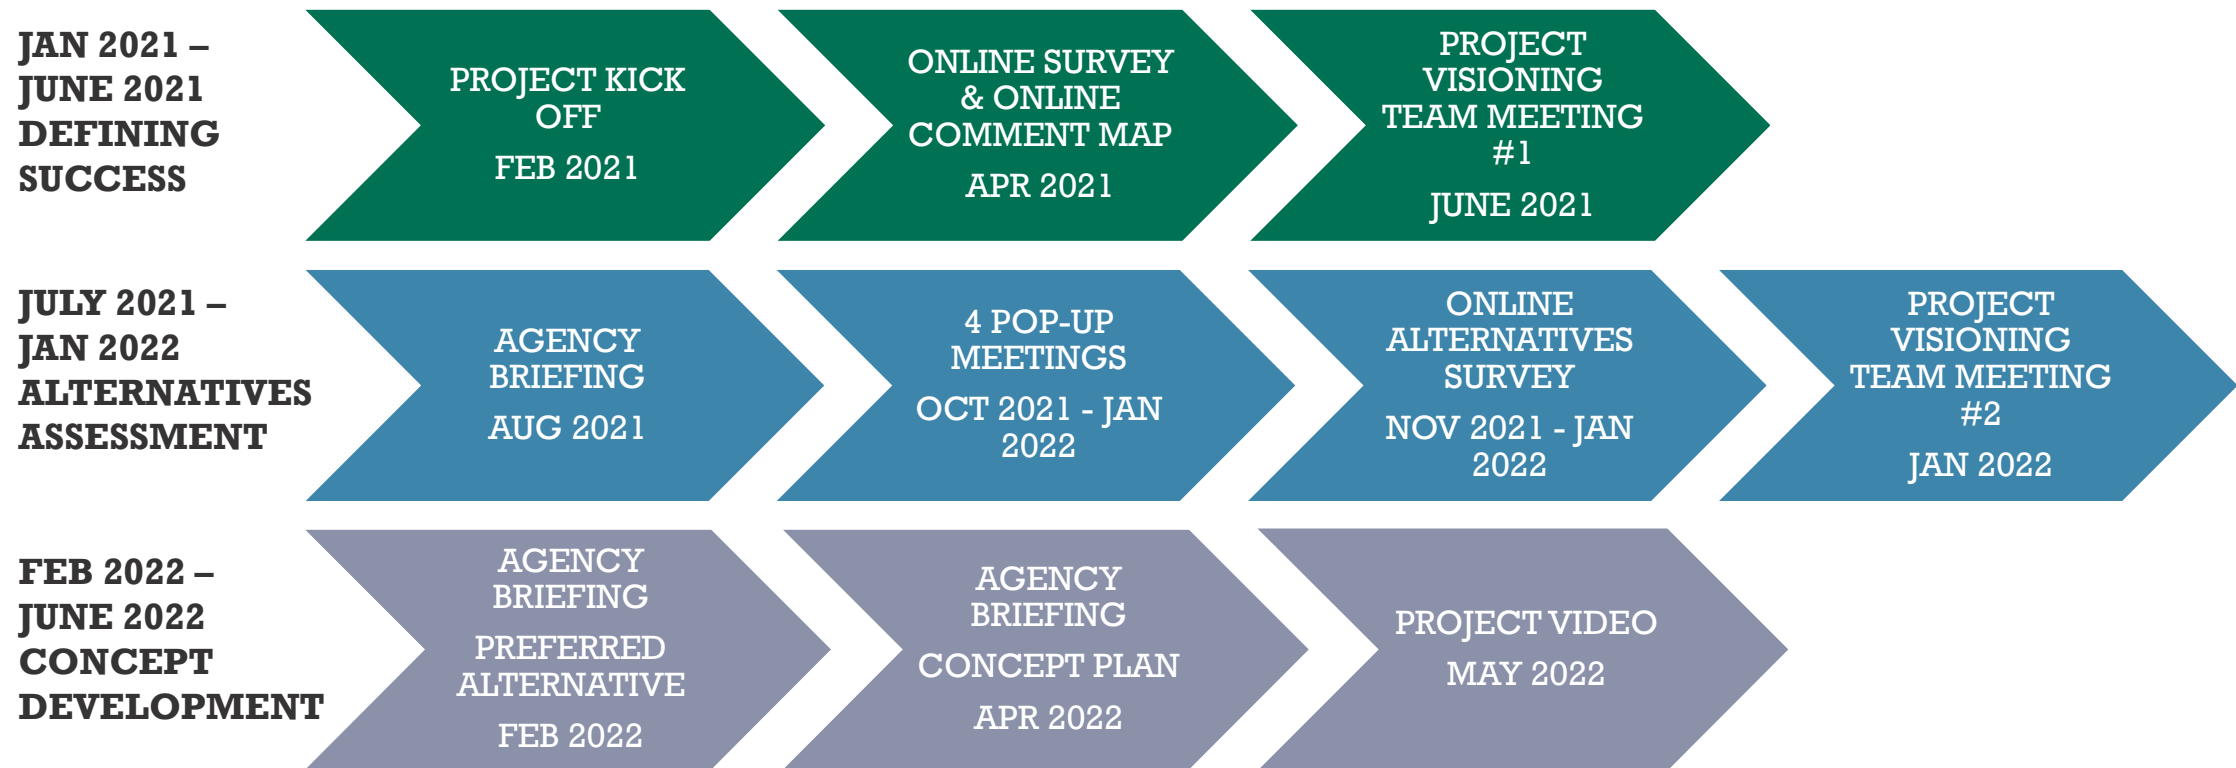 JAN 2021 –
JUNE 2021
DEFINING
SUCCESS
PROJECT KICK
OFF
FEB 2021
ONLINE SURVEY
& ONLINE
COMMENT MAP
APR 2021
PROJECT
VISIONING
TEAM MEETING
#1
JUNE 2021
JULY 2021 –
JAN 2022
ALTERNATIVES
ASSESSMENT
AGENCY
BRIEFING
AUG 2021
4 POP-UP
MEETINGS
OCT 2021 - JAN
2022
ONLINE
ALTERNATIVES
SURVEY
NOV 2021 - JAN
2022
PROJECT
VISIONING
TEAM MEETING
#2
JAN 2022
FEB 2022 –
JUNE 2022
CONCEPT
DEVELOPMENT
AGENCY
BRIEFING
PREFERRED
ALTERNATIVE
FEB 2022
AGENCY
BRIEFING
CONCEPT PLAN
APR 2022
PROJECT VIDEO
MAY 2022